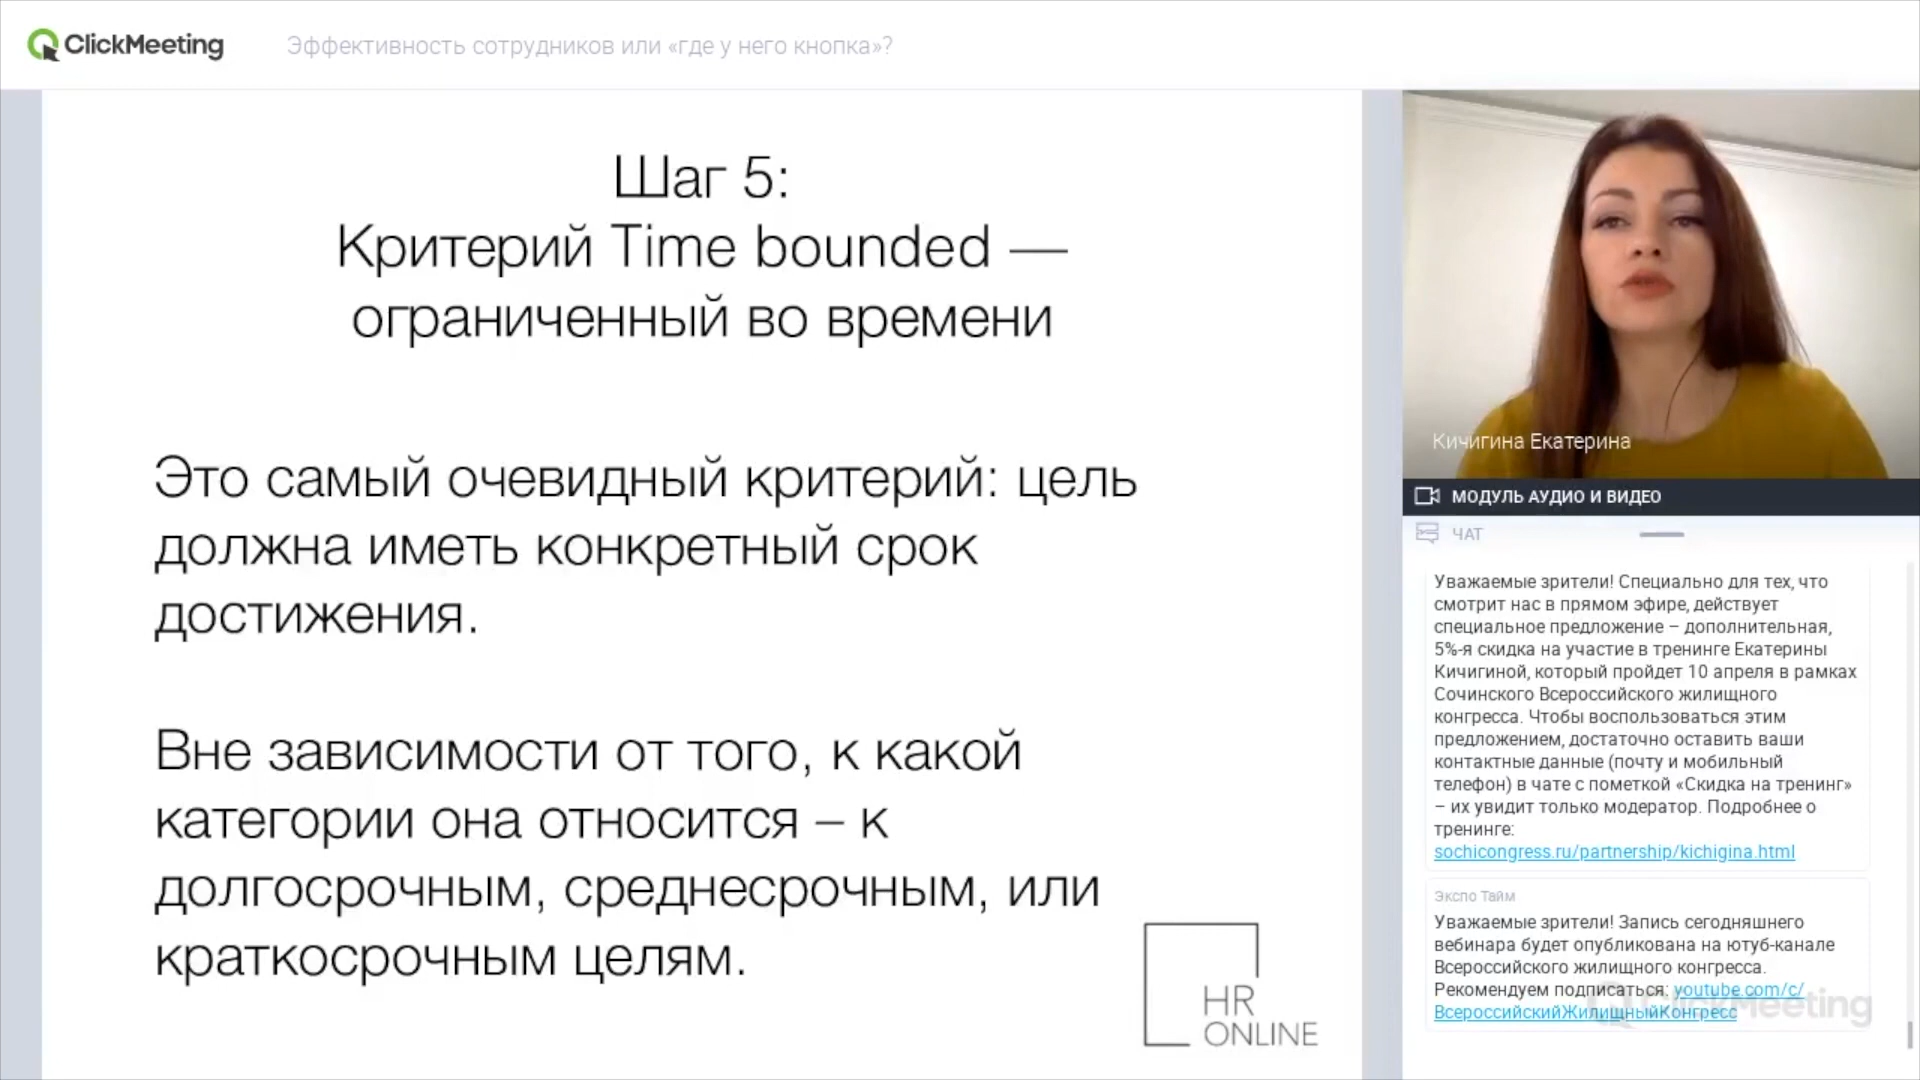 ClickMeeting
Эффективность сотрудников или «где у него кнопка»?
Шаг 5:
Критерий Time bounded —
ограниченный во времени
Это самый очевидный критерий: цель
должна иметь конкретный срок
достижения.
Вне зависимости от того, к какой
категории она относится – к
долгосрочным, среднесрочным, или
краткосрочным целям.
HR
ONLINE
Кичигина Екатерина
МОДУЛЬ АУДИО И ВИДЕО
ЧАТ
Уважаемые зрители! Специально для тех, что
смотрит нас в прямом эфире, действует
специальное предложение – дополнительная,
5%-я скидка на участие в тренинге Екатерины
Кичигиной, который пройдет 10 апреля в рамках
Сочинского Всероссийского жилищного
конгресса. Чтобы воспользоваться этим
предложением, достаточно оставить ваши
контактные данные (почту и мобильный
телефон) в чате с пометкой «Скидка на тренинг»
– их увидит только модератор. Подробнее о
тренинге:
sochicongress.ru/partnership/kichigina.html
Экспо Тайм
Уважаемые зрители! Запись сегодняшнего
вебинара будет опубликована на ютуб-канале
Всероссийского жилищного конгресса.
Рекомендуем подписаться: youtube.com/c/
ВсероссийскийЖилищныйКонгресс
ClickMeeting